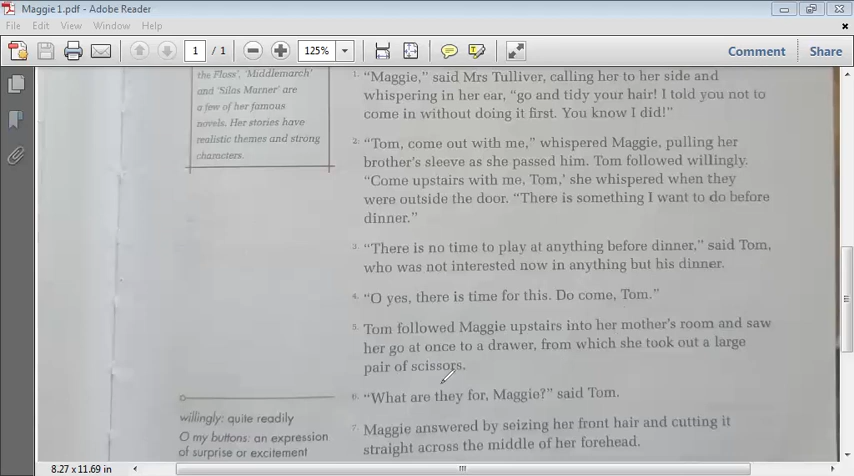 Maggie 1.pdf - Adobe Reader
File Edit View Window Help
1 / 1 125% Comment Share
the Floss', 'Middlemarch'
and 'Silas Marner' are
a few of her famous
novels. Her stories have
realistic themes and strong
characters.
1. "Maggie," said Mrs Tulliver, calling her to her side and
whispering in her ear, "go and tidy your hair! I told you not to
come in without doing it first. You know I did!"
2. "Tom, come out with me," whispered Maggie, pulling her
brother's sleeve as she passed him. Tom followed willingly.
"Come upstairs with me, Tom,' she whispered when they
were outside the door. "There is something I want to do before
dinner."
3. "There is no time to play at anything before dinner," said Tom,
who was not interested now in anything but his dinner.
4. "O yes, there is time for this. Do come, Tom."
5. Tom followed Maggie upstairs into her mother's room and saw
her go at once to a drawer, from which she took out a large
pair of scissors.
6. "What are they for, Maggie?" said Tom.
7. Maggie answered by seizing her front hair and cutting it
straight across the middle of her forehead.
willingly: quite readily
O my buttons: an expression
of surprise or excitement
8.27 x 11.69 in